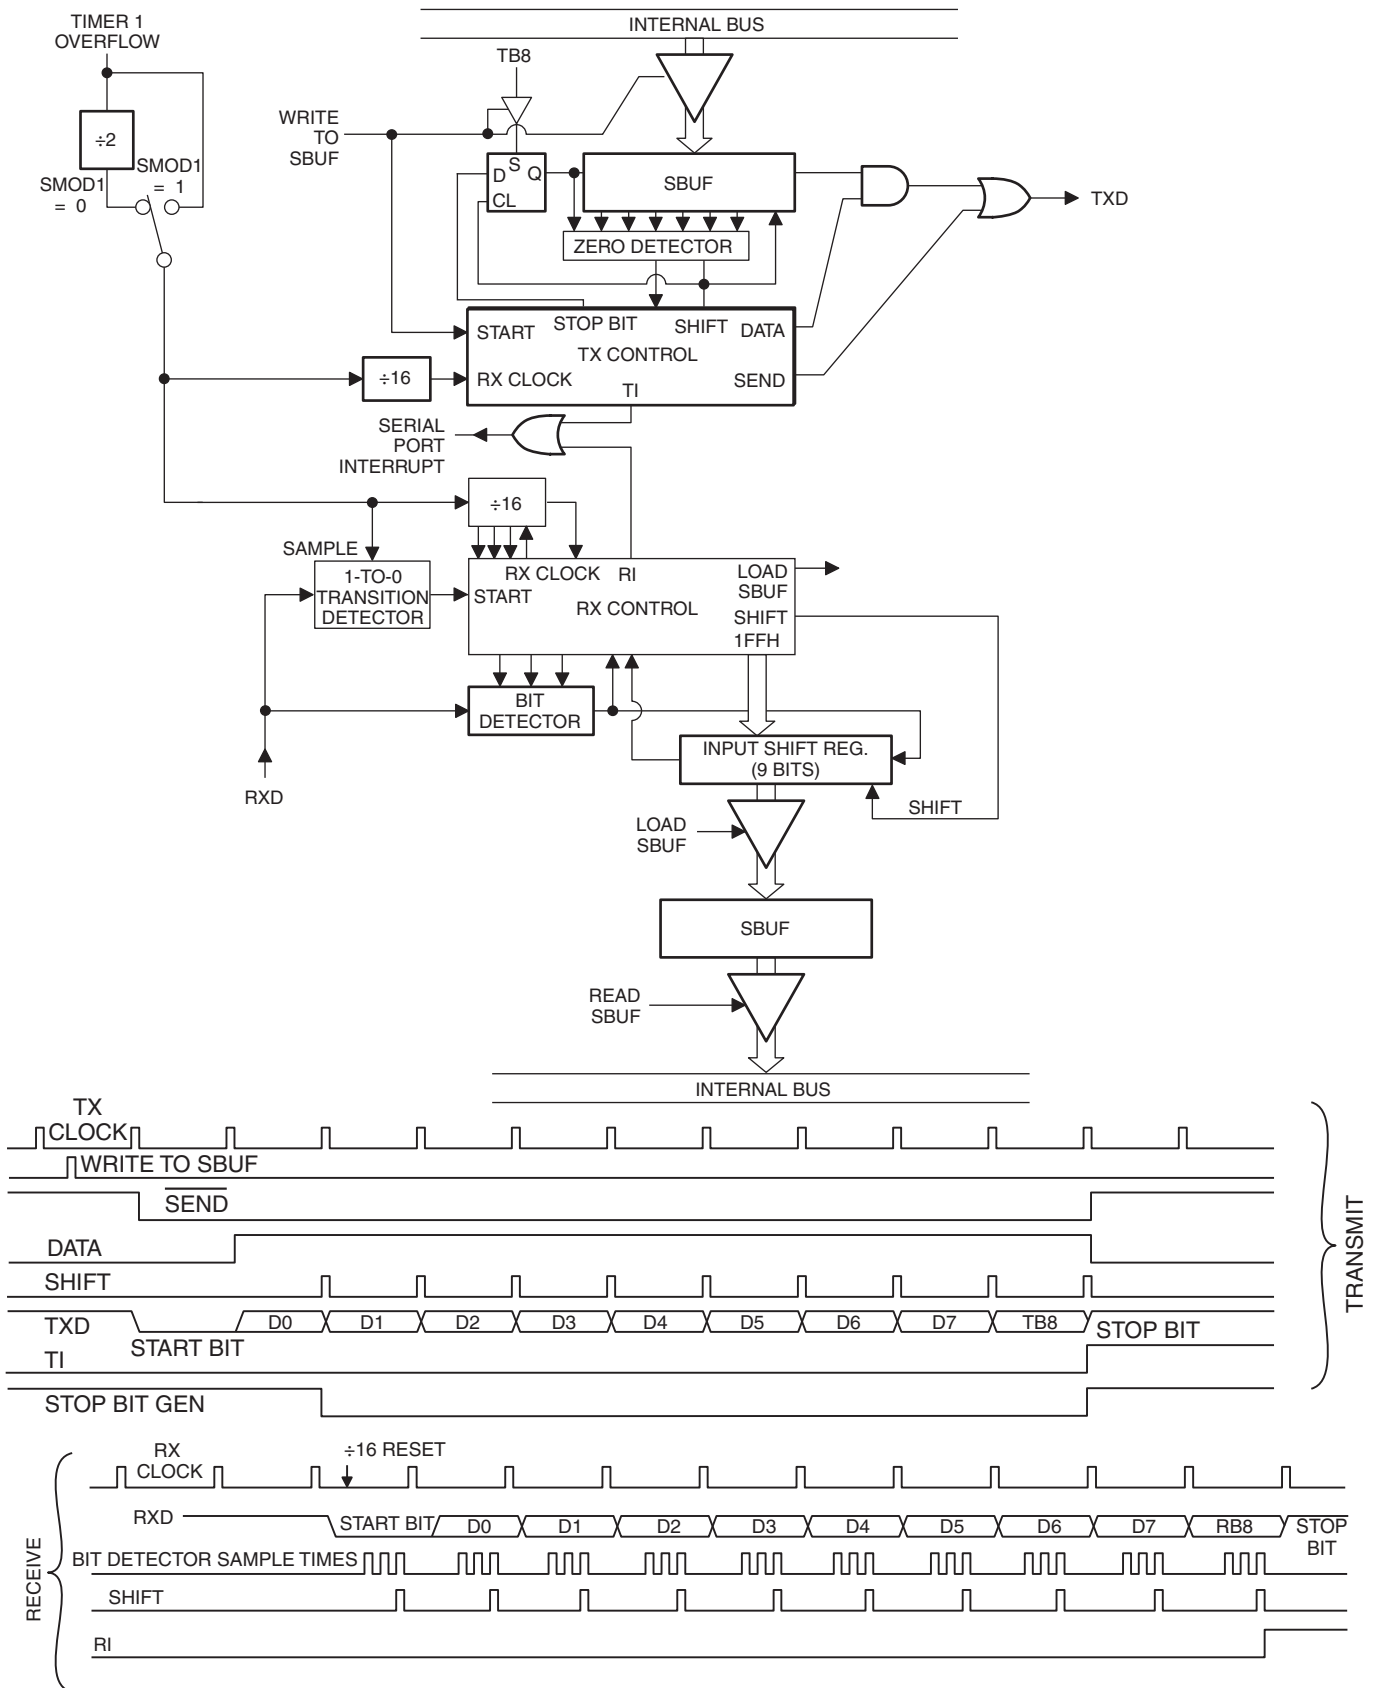 TIMER 1
OVERFLOW
÷2
SMOD1
= 0
SMOD1
= 1
INTERNAL BUS
TB8
WRITE
TO
SBUF
D
S
Q
CL
SBUF
ZERO DETECTOR
TXD
START
STOP BIT
SHIFT
DATA
TX CONTROL
÷16
RX CLOCK
TI
SEND
SERIAL
PORT
INTERRUPT
÷16
SAMPLE
1-TO-0
TRANSITION
DETECTOR
RX CLOCK
RI
LOAD
SBUF
START
RX CONTROL
SHIFT
1FFH
BIT
DETECTOR
INPUT SHIFT REG.
(9 BITS)
RXD
SHIFT
LOAD
SBUF
SBUF
READ
SBUF
INTERNAL BUS
TX
CLOCK
WRITE TO SBUF
SEND
DATA
SHIFT
TXD
START BIT
D0
D1
D2
D3
D4
D5
D6
D7
TB8
STOP BIT
TI
STOP BIT GEN
TRANSMIT
RX
CLOCK
÷16 RESET
RXD
START BIT
D0
D1
D2
D3
D4
D5
D6
D7
RB8
STOP
BIT
BIT DETECTOR SAMPLE TIMES
SHIFT
RI
RECEIVE